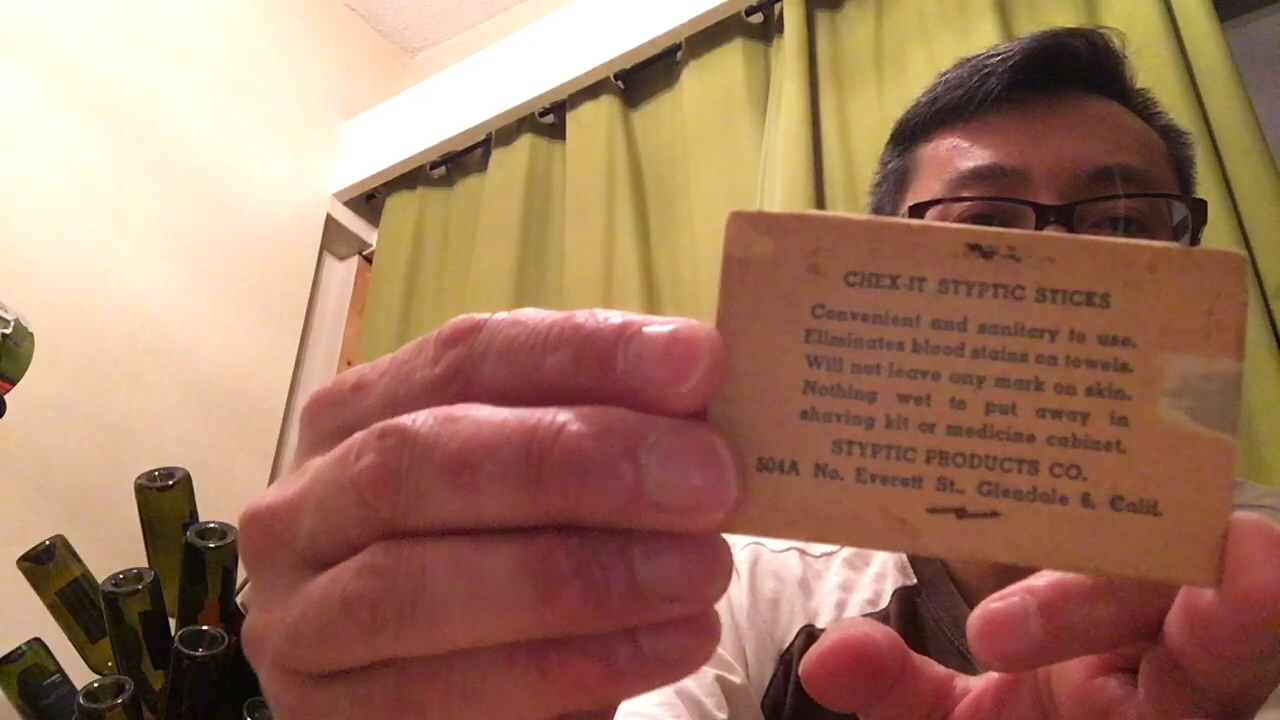 CHEX-IT STYPTIC STICKS
Convenient and sanitary to use.
Eliminates blood stains on towels.
Will not leave any mark on skin.
Nothing wet to put away in
shaving kit or medicine cabinet.
STYPTIC PRODUCTS CO.
504A No. Everett St., Glendale 6, Calif.